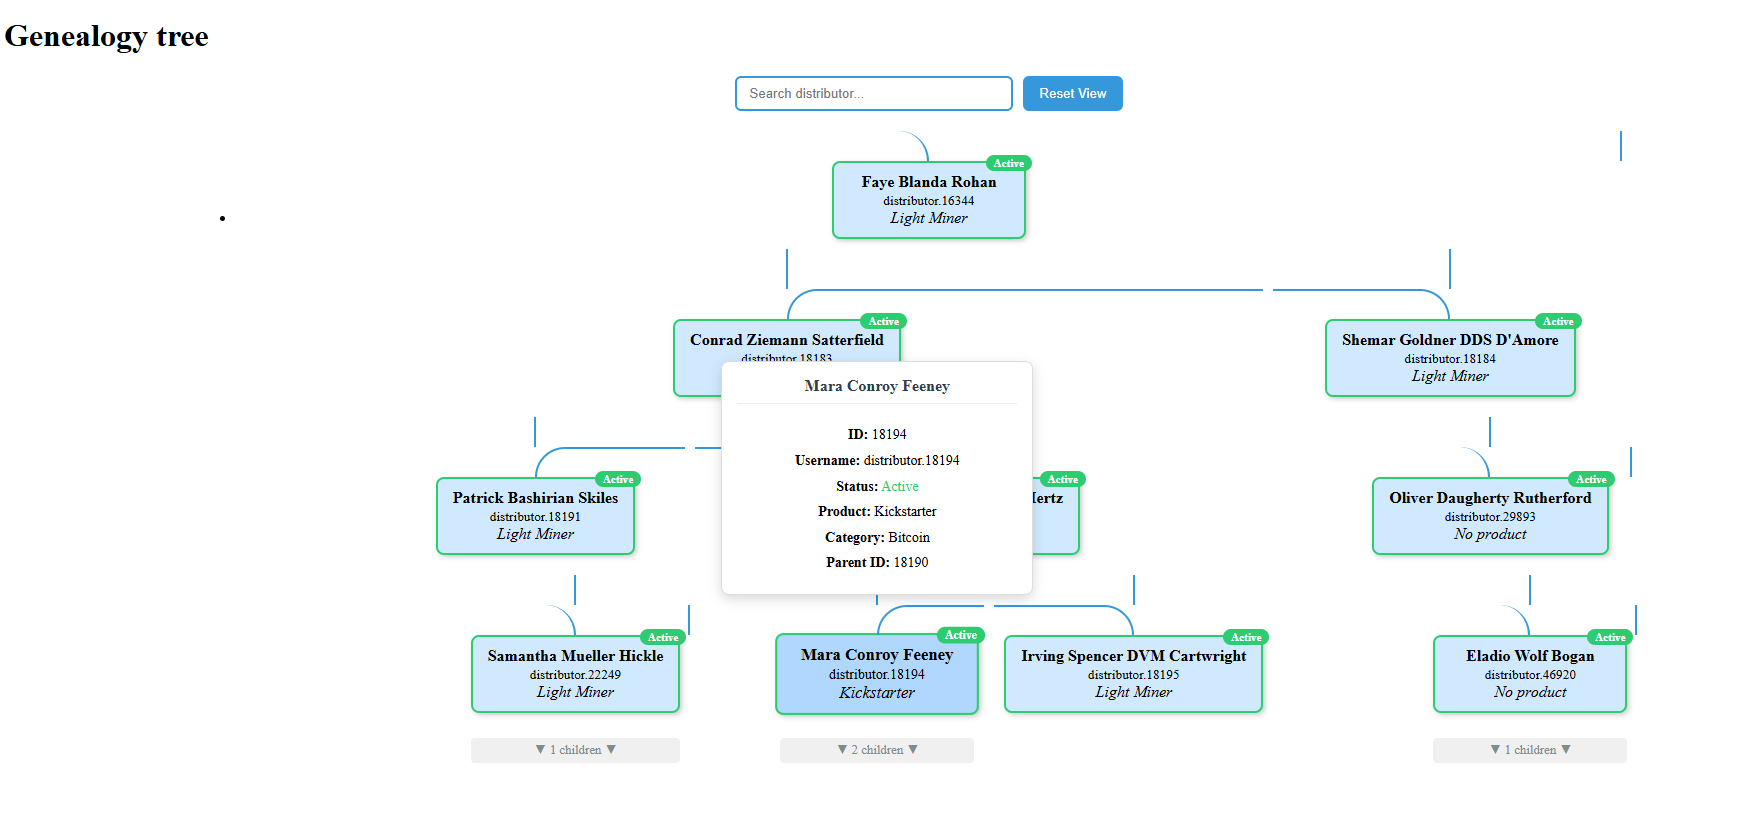 Genealogy tree
Search distributor...
Reset View
Active
Faye Blanda Rohan
distributor.16344
Light Miner
Active
Conrad Ziemann Satterfield
distributor.18183
Active
Shemar Goldner DDS D'Amore
distributor.18184
Light Miner
Mara Conroy Feeney
ID: 18194
Username: distributor.18194
Status: Active
Product: Kickstarter
Category: Bitcoin
Parent ID: 18190
Active
Patrick Bashirian Skiles
distributor.18191
Light Miner
Active
Active
Oliver Daugherty Rutherford
distributor.29893
No product
Active
Samantha Mueller Hickle
distributor.22249
Light Miner
Active
Mara Conroy Feeney
distributor.18194
Kickstarter
Active
Irving Spencer DVM Cartwright
distributor.18195
Light Miner
Active
Eladio Wolf Bogan
distributor.46920
No product
▼ 1 children ▼
▼ 2 children ▼
▼ 1 children ▼